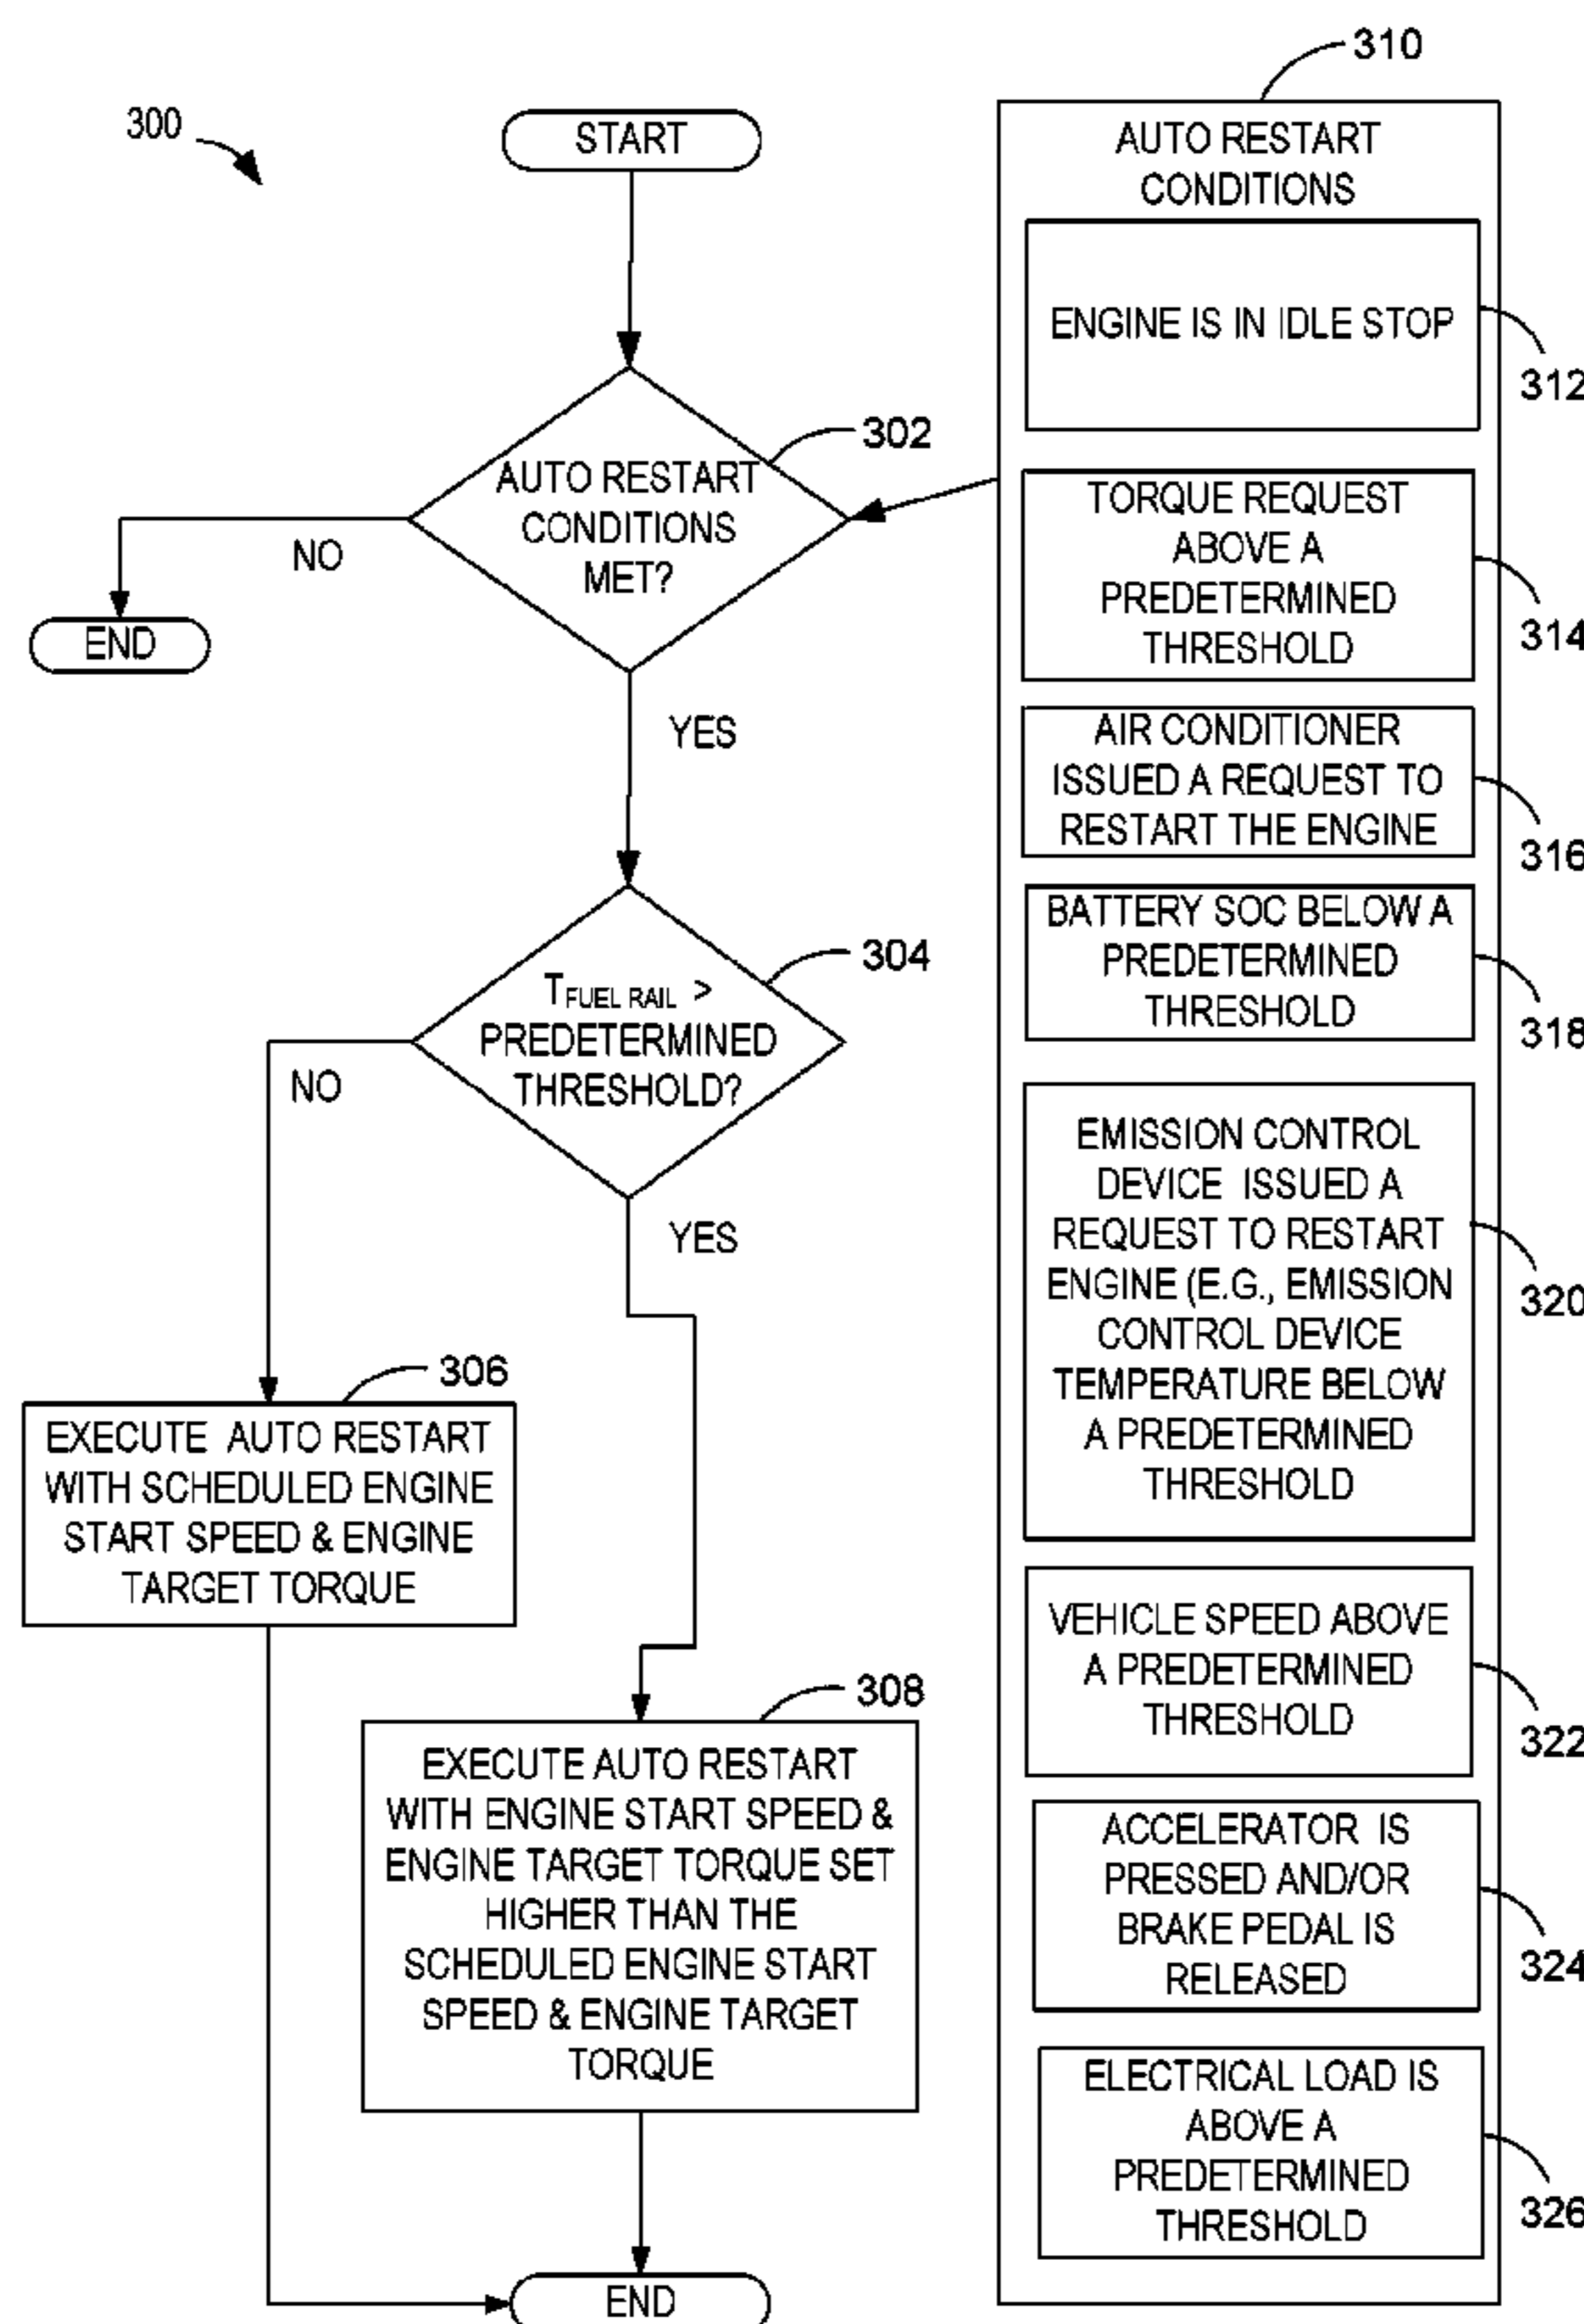 300
START
AUTO RESTART
CONDITIONS
MET?
302
NO
END
YES
T FUEL RAIL >
PREDETERMINED
THRESHOLD?
304
NO
YES
306
EXECUTE AUTO RESTART
WITH SCHEDULED ENGINE
START SPEED & ENGINE
TARGET TORQUE
308
EXECUTE AUTO RESTART
WITH ENGINE START SPEED &
ENGINE TARGET TORQUE SET
HIGHER THAN THE
SCHEDULED ENGINE START
SPEED & ENGINE TARGET
TORQUE
END
310
AUTO RESTART
CONDITIONS
ENGINE IS IN IDLE STOP
312
TORQUE REQUEST
ABOVE A
PREDETERMINED
THRESHOLD
314
AIR CONDITIONER
ISSUED A REQUEST TO
RESTART THE ENGINE
316
BATTERY SOC BELOW A
PREDETERMINED
THRESHOLD
318
EMISSION CONTROL
DEVICE ISSUED A
REQUEST TO RESTART
ENGINE (E.G., EMISSION
CONTROL DEVICE
TEMPERATURE BELOW
A PREDETERMINED
THRESHOLD
320
VEHICLE SPEED ABOVE
A PREDETERMINED
THRESHOLD
322
ACCELERATOR IS
PRESSED AND/OR
BRAKE PEDAL IS
RELEASED
324
ELECTRICAL LOAD IS
ABOVE A
PREDETERMINED
THRESHOLD
326